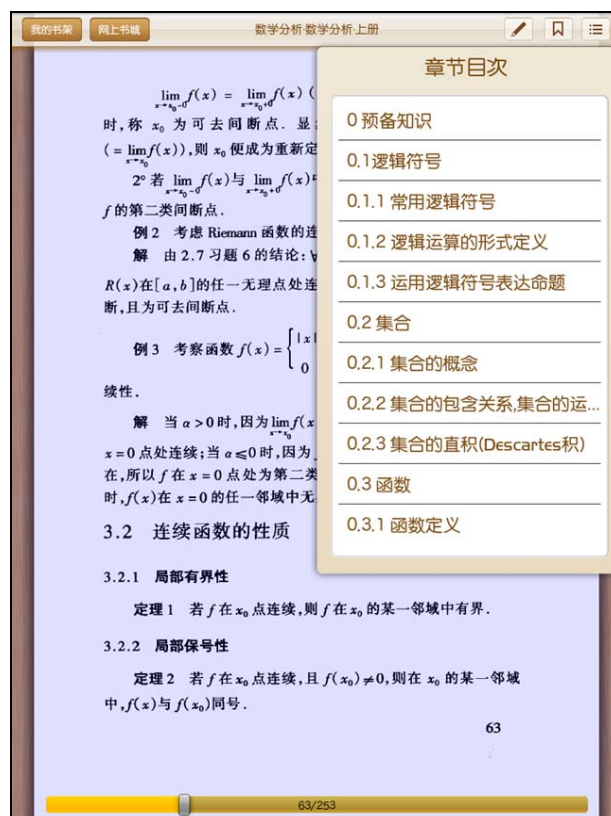 我的书架 网上书城 数学分析·数学分析·上册
lim f(x) = lim f(x) (
x→x₀-0 x→x₀+0
时,称 x₀ 为可去间断点.显
(=lim f(x)),则 x₀ 便成为重新定
x→x₀
2° 若 lim f(x)与 lim f(x)
x→x₀-0 x→x₀+0
f 的第二类间断点.
例 2 考虑 Riemann 函数的连
解 由 2.7 习题 6 的结论:∀
R(x)在[a,b]的任一无理点处连
断,且为可去间断点.
例 3 考察函数 f(x)={|x|
0
续性.
解 当 α>0 时,因为 lim f(x
x→x₀
x=0 点处连续;当 α≤0 时,因为
在,所以 f 在 x=0 点处为第二类
时,f(x)在 x=0 的任一邻域中无
3.2 连续函数的性质
3.2.1 局部有界性
定理 1 若 f 在 x₀ 点连续,则 f 在 x₀ 的某一邻域中有界.
3.2.2 局部保号性
定理 2 若 f 在 x₀ 点连续,且 f(x₀)≠0,则在 x₀ 的某一邻域
中,f(x)与 f(x₀)同号.
63
63/253
章节目次
0 预备知识
0.1逻辑符号
0.1.1 常用逻辑符号
0.1.2 逻辑运算的形式定义
0.1.3 运用逻辑符号表达命题
0.2 集合
0.2.1 集合的概念
0.2.2 集合的包含关系,集合的运...
0.2.3 集合的直积(Descartes积)
0.3 函数
0.3.1 函数定义